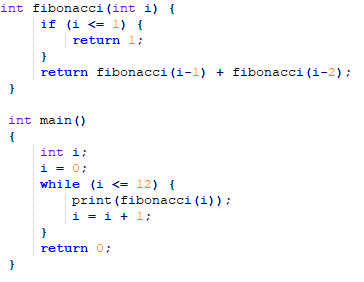 int fibonacci(int i) {
if (i <= 1) {
return 1;
}
return fibonacci(i-1) + fibonacci(i-2);
}
int main()
{
int i;
i = 0;
while (i <= 12) {
print(fibonacci(i));
i = i + 1;
}
return 0;
}